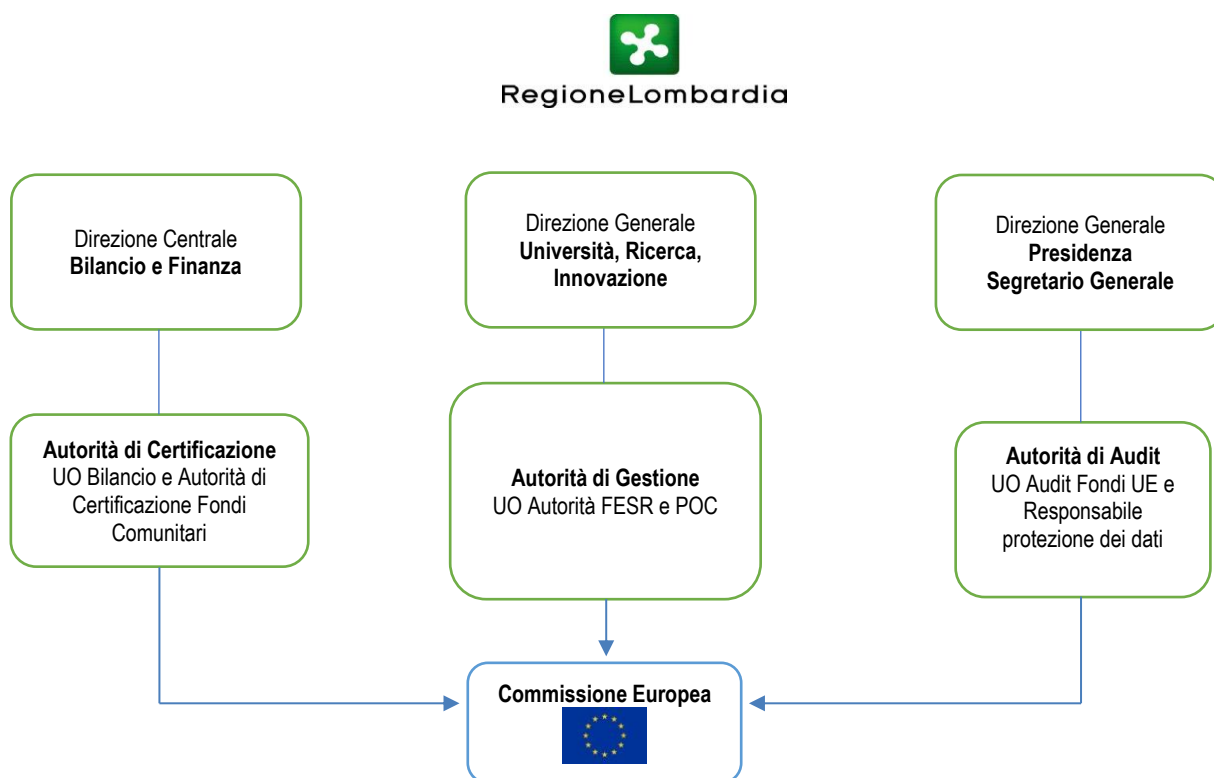 RegioneLombardia
Direzione Centrale
Bilancio e Finanza
Direzione Generale
Università, Ricerca,
Innovazione
Direzione Generale
Presidenza
Segretario Generale
Autorità di Certificazione
UO Bilancio e Autorità di
Certificazione Fondi
Comunitari
Autorità di Gestione
UO Autorità FESR e POC
Autorità di Audit
UO Audit Fondi UE e
Responsabile
protezione dei dati
Commissione Europea